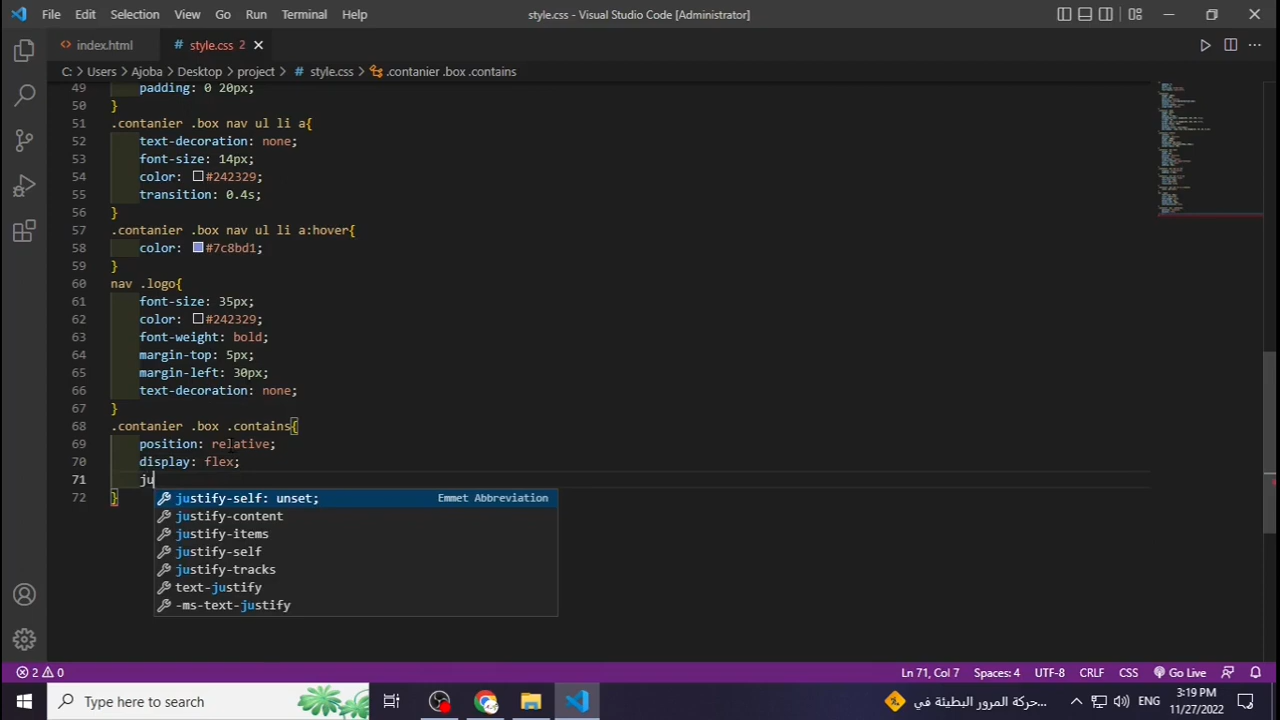 File Edit Selection View Go Run Terminal Help style.css - Visual Studio Code [Administrator]
<> index.html # style.css 2
C: > Users > Ajoba > Desktop > project > # style.css > .contanier .box .contains
49 padding: 0 20px;
50 }
51 .contanier .box nav ul li a{
52 text-decoration: none;
53 font-size: 14px;
54 color: #242329;
55 transition: 0.4s;
56 }
57 .contanier .box nav ul li a:hover{
58 color: #7c8bd1;
59 }
60 nav .logo{
61 font-size: 35px;
62 color: #242329;
63 font-weight: bold;
64 margin-top: 5px;
65 margin-left: 30px;
66 text-decoration: none;
67 }
68 .contanier .box .contains{
69 position: relative;
70 display: flex;
71 ju
72 }
justify-self: unset; Emmet Abbreviation
justify-content
justify-items
justify-self
justify-tracks
text-justify
-ms-text-justify
2 0 Ln 71, Col 7 Spaces: 4 UTF-8 CRLF CSS Go Live
Type here to search حركة المرور البطيئة في... ENG 3:19 PM
11/27/2022